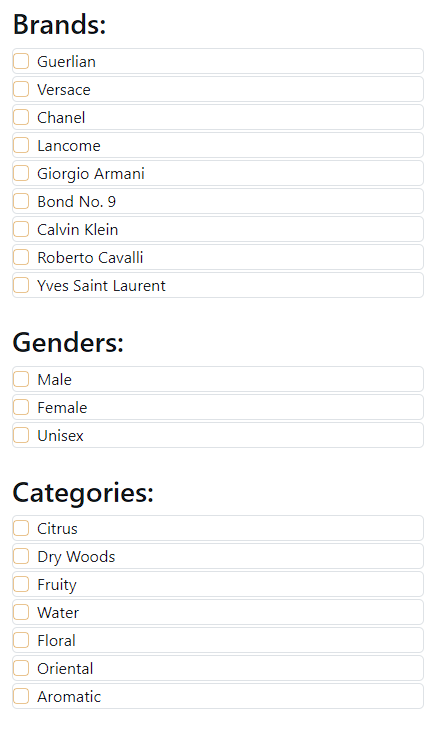 Brands:
Guerlian
Versace
Chanel
Lancome
Giorgio Armani
Bond No. 9
Calvin Klein
Roberto Cavalli
Yves Saint Laurent
Genders:
Male
Female
Unisex
Categories:
Citrus
Dry Woods
Fruity
Water
Floral
Oriental
Aromatic